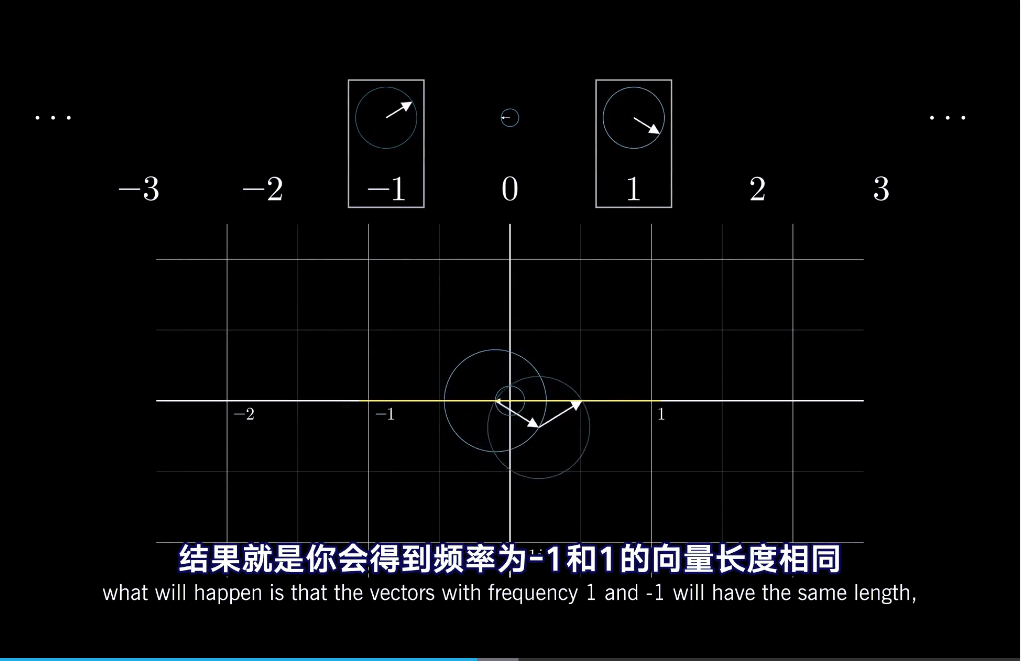 ... ...
−3 −2 −1 0 1 2 3
−2 −1 1
结果就是你会得到频率为-1和1的向量长度相同
what will happen is that the vectors with frequency 1 and -1 will have the same length,